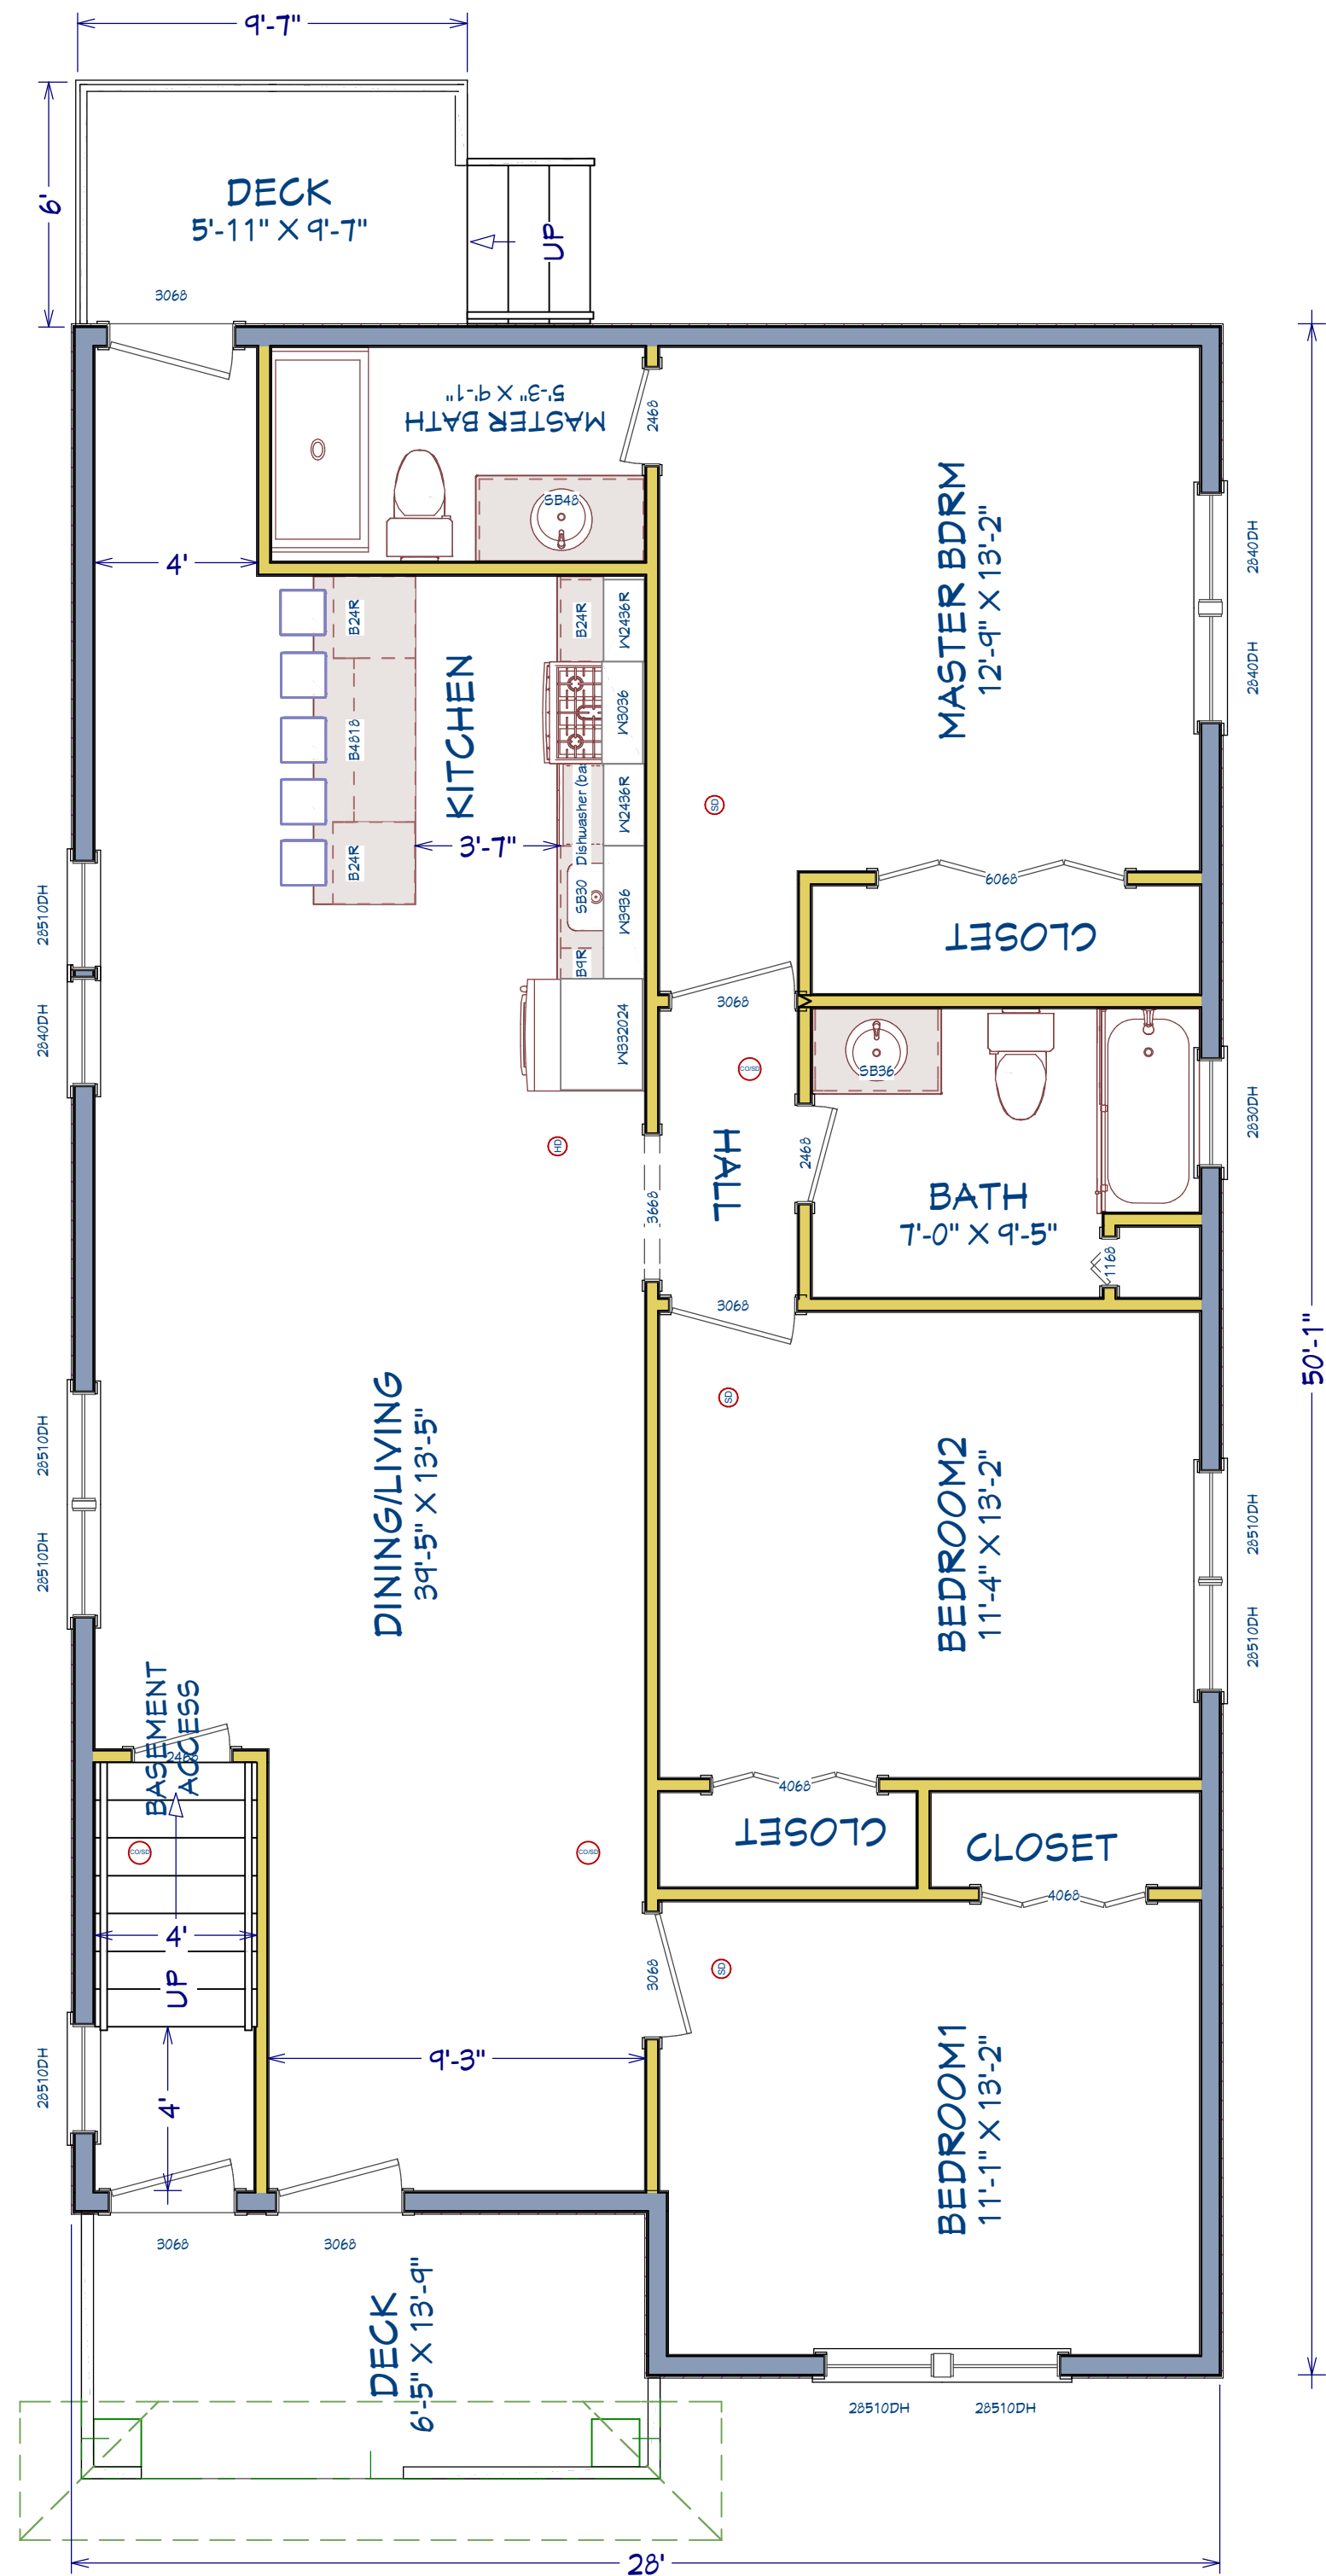 9'-7"
6'
DECK
5'-11" X 9'-7"
UP
3068
MASTER BATH
5'-3" X 9'-1"
2468
SB48
4'
MASTER BDRM
12'-9" X 13'-2"
2840DH
2840DH
B24R
B4818
B24R
KITCHEN
3'-7"
B24R
W2436R
W3036
Dishwasher (ba
W2436R
SB30
W3936
B9R
W332024
SD
6068
CLOSET
28510DH
2840DH
3068
CO/SD
SB36
2830DH
HD
HALL
2468
3668
BATH
7'-0" X 9'-5"
1168
3068
SD
50'-1"
DINING/LIVING
39'-5" X 13'-5"
28510DH
28510DH
BEDROOM2
11'-4" X 13'-2"
28510DH
28510DH
BASEMENT
ACCESS
2468
4068
CLOSET
CLOSET
4068
CO/SD
CO/SD
4'
UP
3068
SD
9'-3"
28510DH
4'
BEDROOM1
11'-1" X 13'-2"
3068
3068
DECK
6'-5" X 13'-9"
28510DH
28510DH
28'